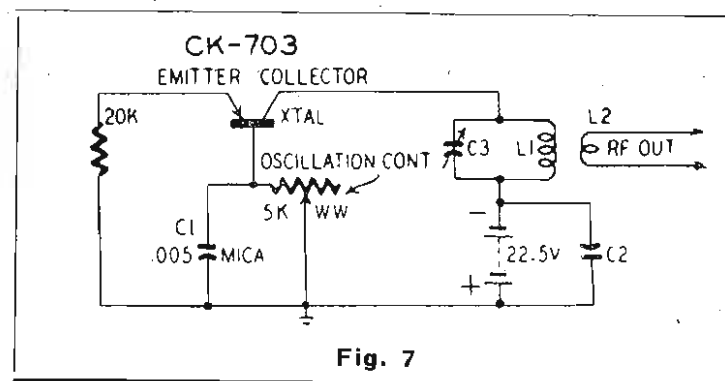 CK-703
EMITTER COLLECTOR
20K
XTAL
L2
C3
L1
RF OUT
OSCILLATION CONT
5K WW
C1
.005 MICA
-
22.5V
C2
+
Fig. 7